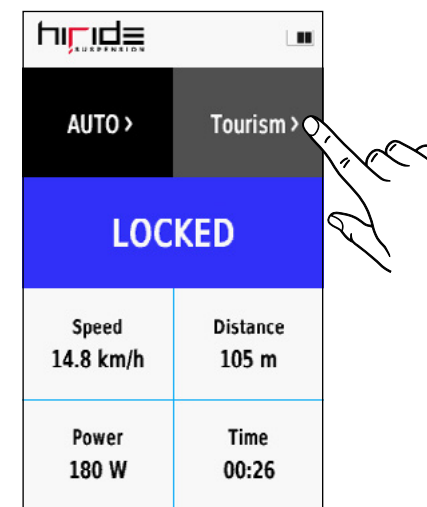 hiride
SUSPENSION
AUTO >
Tourism >
LOCKED
Speed
14.8 km/h
Distance
105 m
Power
180 W
Time
00:26